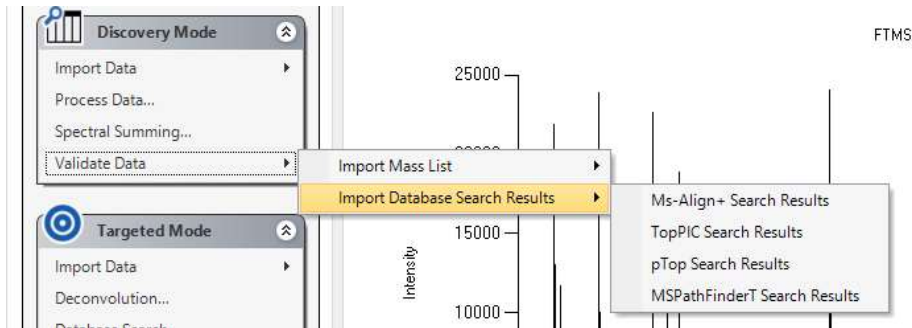 Discovery Mode
Import Data
Process Data...
Spectral Summing...
Validate Data
Import Mass List
Import Database Search Results
Ms-Align+ Search Results
TopPIC Search Results
pTop Search Results
MSPathFinderT Search Results
Targeted Mode
Import Data
Deconvolution...
Database Search
FTMS
25000
15000
10000
Intensity